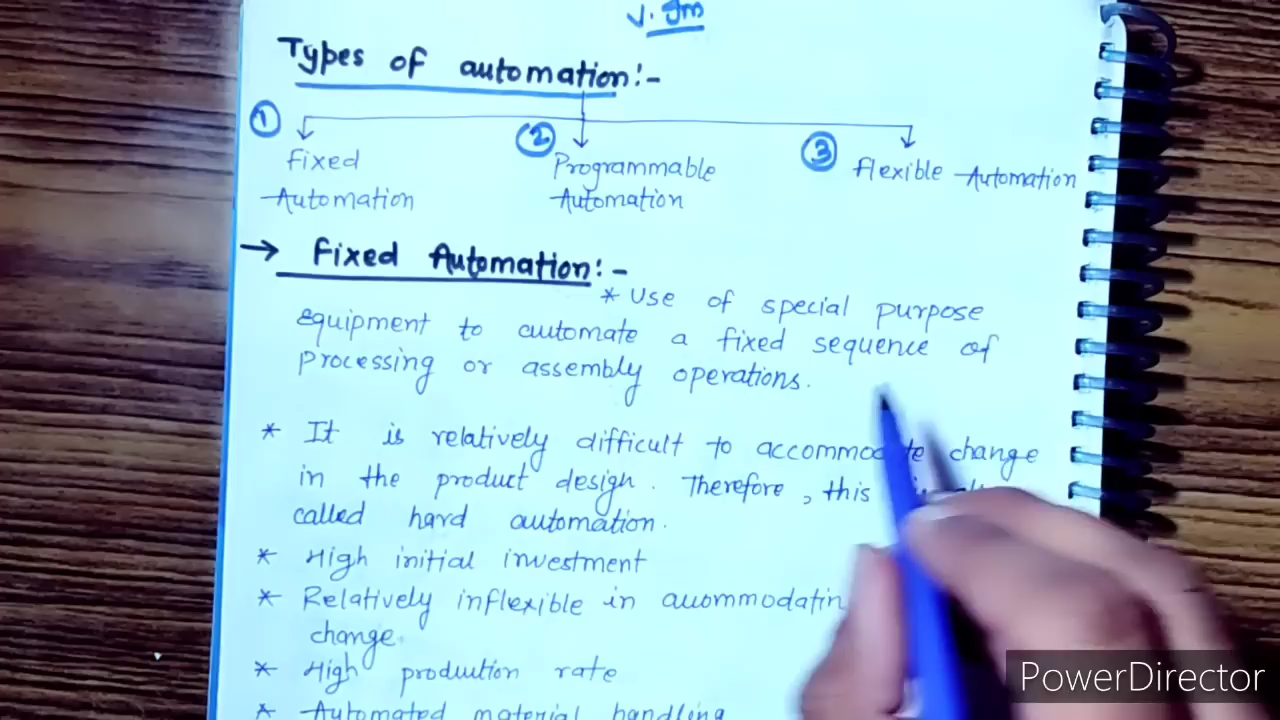 V. Im
Types of automation:-
① ② ③
Fixed Automation
Programmable Automation
Flexible Automation
→ Fixed Automation:-
* Use of special purpose
equipment to automate a fixed sequence of
processing or assembly operations.
* It is relatively difficult to accommodate change
in the product design. Therefore, this
called hard automation.
* High initial investment
* Relatively inflexible in
change.
* High production rate
* Automated material handling
PowerDirector